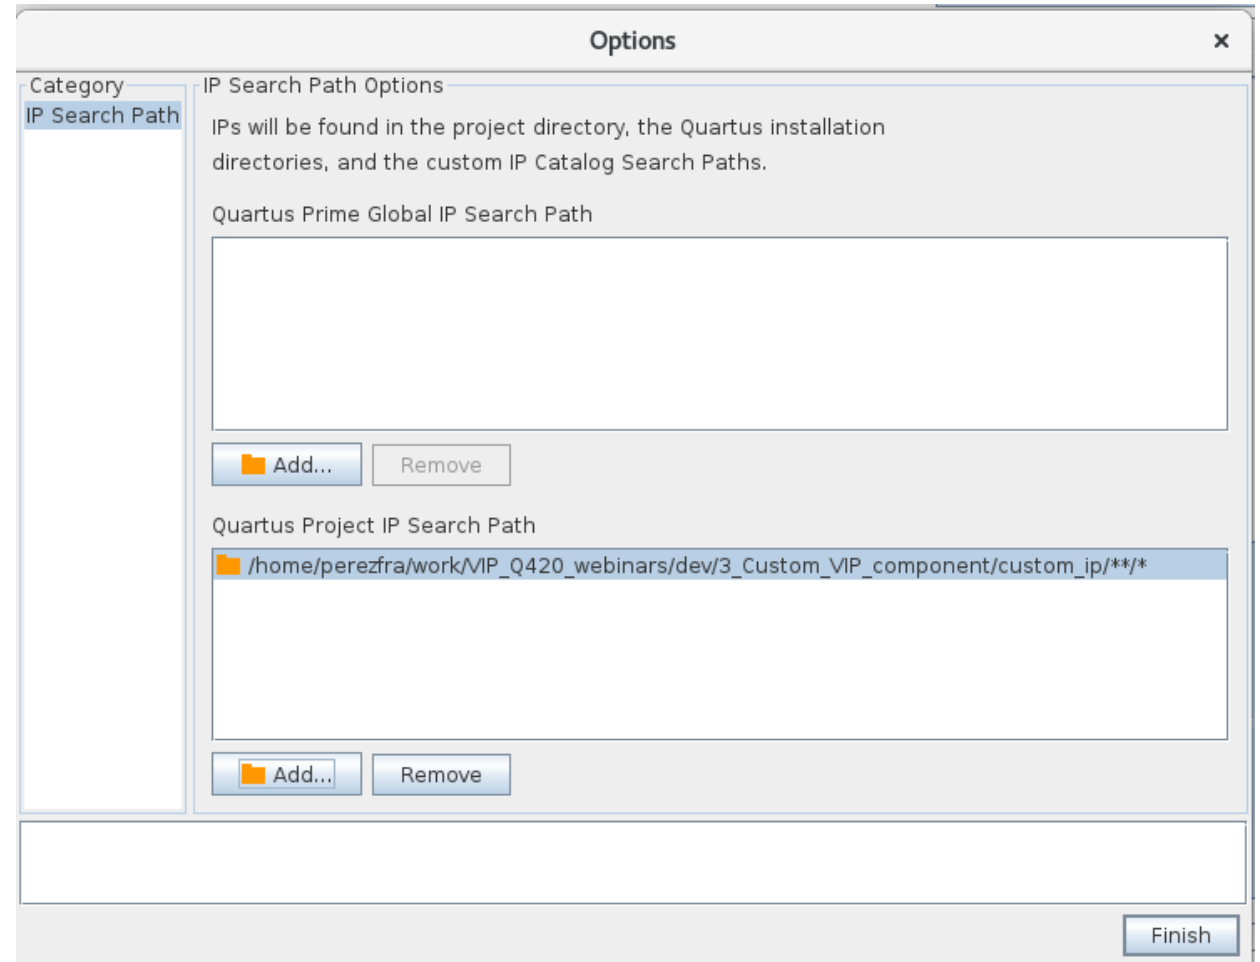 Options
×
Category
IP Search Path
IP Search Path Options
IPs will be found in the project directory, the Quartus installation
directories, and the custom IP Catalog Search Paths.
Quartus Prime Global IP Search Path
Add...
Remove
Quartus Project IP Search Path
/home/perezfra/work/VIP_Q420_webinars/dev/3_Custom_VIP_component/custom_ip/**/*
Add...
Remove
Finish